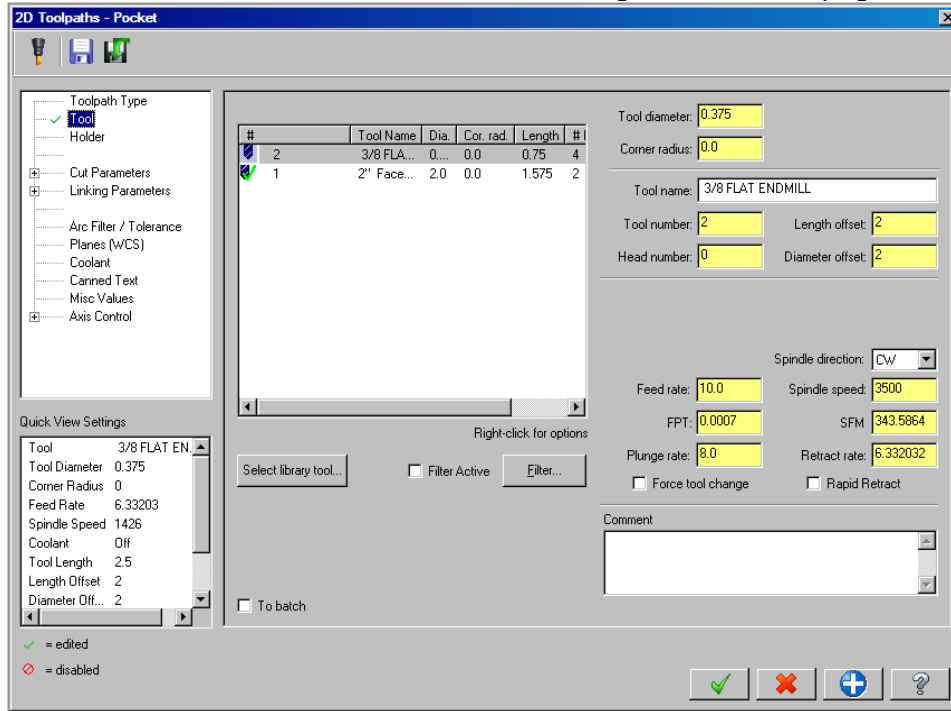 2D Toolpaths - Pocket
Toolpath Type
Tool
Holder
Cut Parameters
Linking Parameters
Arc Filter / Tolerance
Planes (WCS)
Coolant
Canned Text
Misc Values
Axis Control
Quick View Settings
Tool 3/8 FLAT EN.
Tool Diameter 0.375
Corner Radius 0
Feed Rate 6.33203
Spindle Speed 1426
Coolant Off
Tool Length 2.5
Length Offset 2
Diameter Off... 2
= edited
= disabled
# Tool Name Dia. Cor. rad. Length #
2 3/8 FLA... 0.... 0.0 0.75 4
1 2" Face... 2.0 0.0 1.575 2
Right-click for options
Select library tool... Filter Active Filter...
To batch
Tool diameter: 0.375
Corner radius: 0.0
Tool name: 3/8 FLAT ENDMILL
Tool number: 2 Length offset: 2
Head number: 0 Diameter offset: 2
Spindle direction: CW
Feed rate: 10.0 Spindle speed: 3500
FPT: 0.0007 SFM 343.5864
Plunge rate: 8.0 Retract rate: 6.332032
Force tool change Rapid Retract
Comment